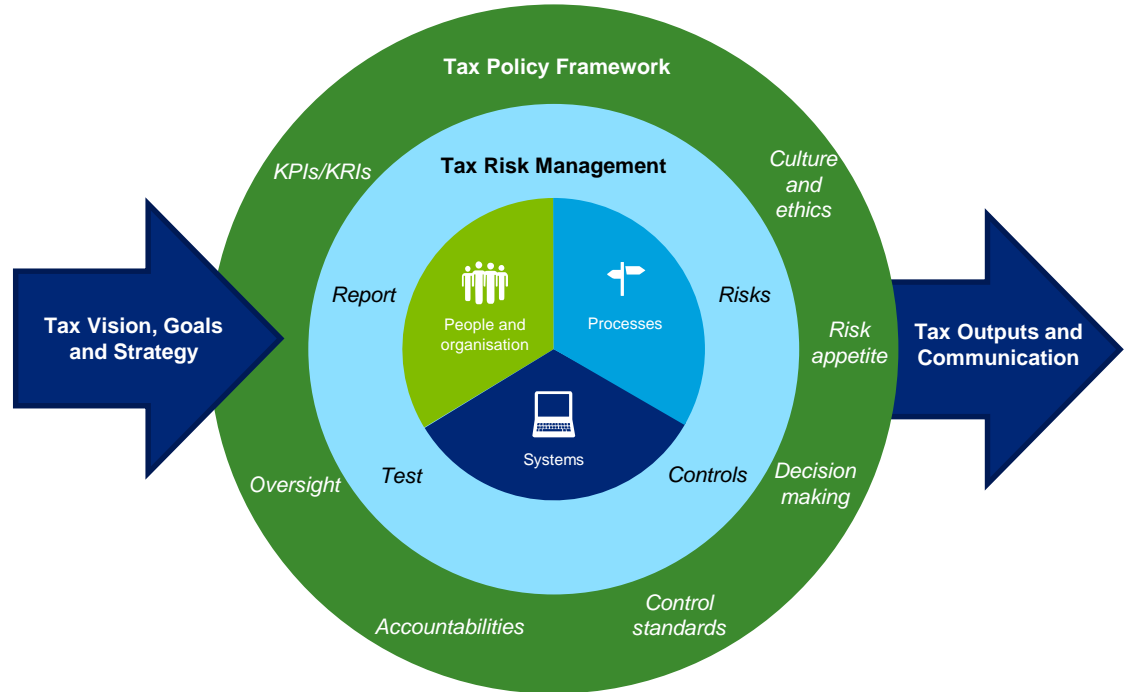 Tax Policy Framework
KPIs/KRIs
Culture
and
ethics
Tax Risk Management
Report
People and
organisation
Processes
Risks
Tax Vision, Goals
and Strategy
Risk
appetite
Tax Outputs and
Communication
Systems
Test
Controls
Oversight
Decision
making
Accountabilities
Control
standards